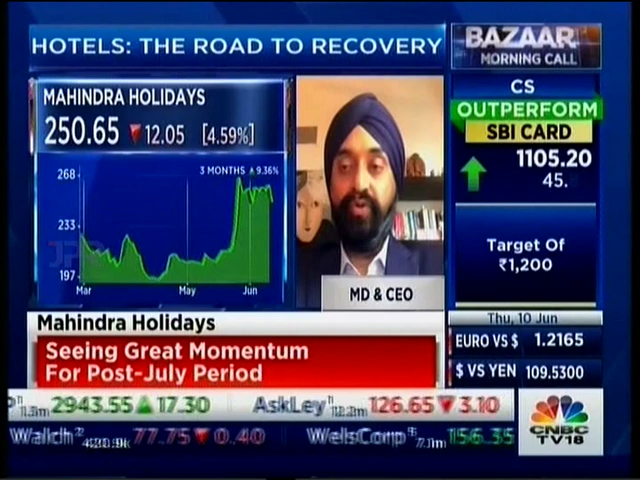 HOTELS: THE ROAD TO RECOVERY
BAZAAR
MORNING CALL
MAHINDRA HOLIDAYS
250.65 ▼ 12.05 [4.59%]
3 MONTHS ▲ 9.36%
268
233
197
Mar May Jun
MD & CEO
CS
OUTPERFORM
SBI CARD
1105.20
45.
Target Of
₹1,200
Thu, 10 Jun
EURO VS $ 1.2165
$ VS YEN 109.5300
Mahindra Holidays
Seeing Great Momentum
For Post-July Period
2943.55 ▲ 17.30 AskLey 126.65 ▼ 3.10
77.75 ▼ 0.40 WelsCorp 156.35
CNBC
TV18